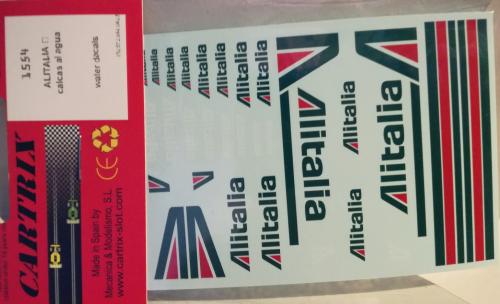 1554
ALITALIA
calcas al agua
water decals
CE
CARTRIX
Made in Spain by
Mecanica & Modelismo, S.L
www.cartrix-slot.com
Alitalia
Alitalia
Alitalia
Alitalia
Alitalia
Alitalia
Alitalia
Alitalia
Alitalia
Alitalia
Alitalia
Alitalia
Alitalia